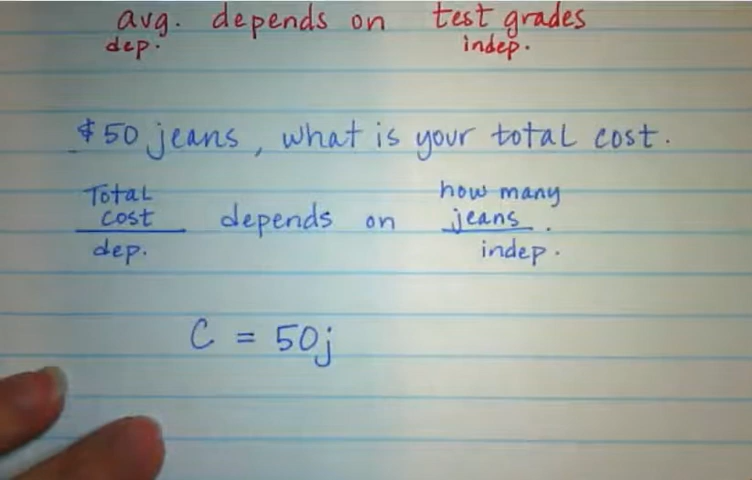 avg. depends on test grades
dep. indep.
$50 jeans, what is your total cost.
Total how many
cost depends on jeans.
dep. indep.
C = 50j